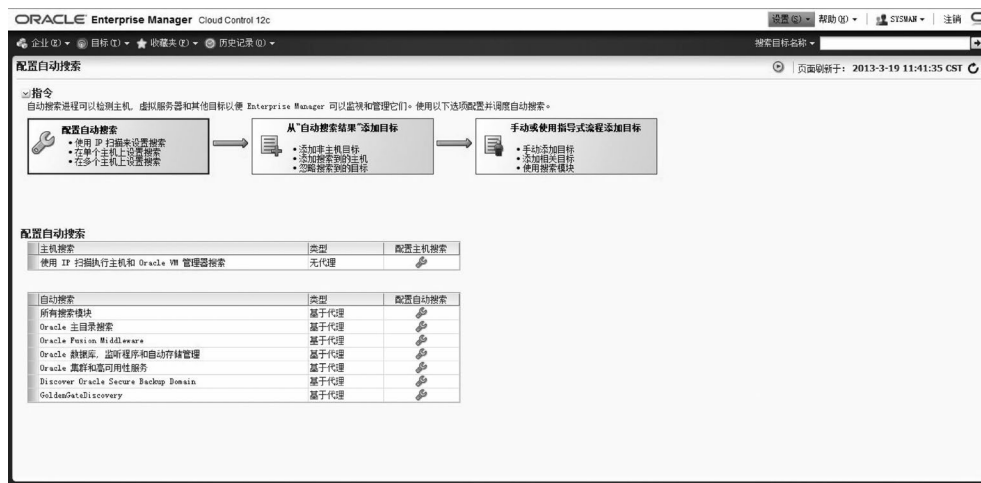 ORACLE Enterprise Manager Cloud Control 12c
设置(S) 帮助(H) SYSMAN 注销
企业(E) 目标(T) 收藏夹(F) 历史记录(O)
搜索目标名称
配置自动搜索
页面刷新于: 2013-3-19 11:41:35 CST
指令
自动搜索进程可以检测主机, 虚拟服务器和其他目标以便 Enterprise Manager 可以监视和管理它们。使用以下选项配置并调度自动搜索。
配置自动搜索
•使用 IP 扫描来设置搜索
•在单个主机上设置搜索
•在多个主机上设置搜索
从"自动搜索结果"添加目标
•添加非主机目标
•添加搜索到的主机
•忽略搜索到的目标
手动或使用指导式流程添加目标
•手动添加目标
•添加相关目标
•使用搜索模块
配置自动搜索
主机搜索 类型 配置主机搜索
使用 IP 扫描执行主机和 Oracle VM 管理器搜索 无代理
自动搜索 类型 配置自动搜索
所有搜索模块 基于代理
Oracle 主目录搜索 基于代理
Oracle Fusion Middleware 基于代理
Oracle 数据库, 监听程序和自动存储管理 基于代理
Oracle 集群和高可用性服务 基于代理
Discover Oracle Secure Backup Domain 基于代理
GoldenGateDiscovery 基于代理